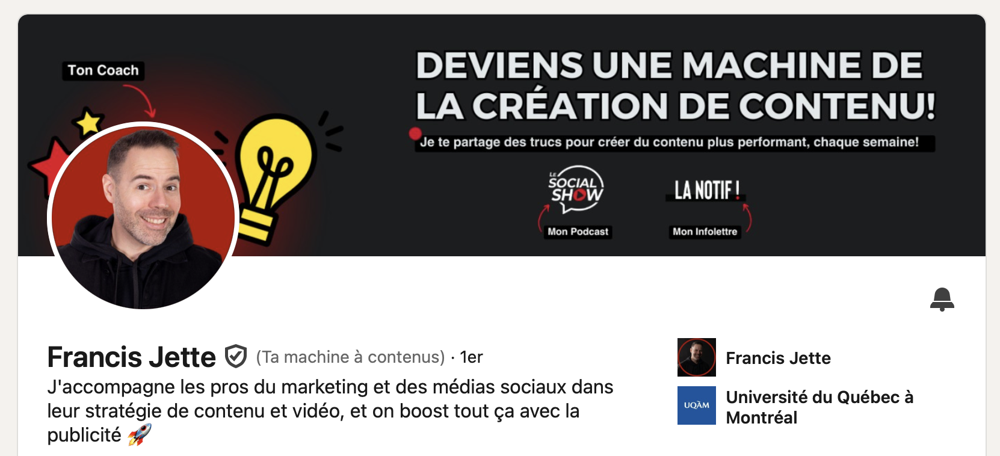 Ton Coach
DEVIENS UNE MACHINE DE
LA CRÉATION DE CONTENU!
Je te partage des trucs pour créer du contenu plus performant, chaque semaine!
LE
SOCIAL
SHOW
Mon Podcast
LA NOTIF !
Mon Infolettre
Francis Jette (Ta machine à contenus) · 1er
J'accompagne les pros du marketing et des médias sociaux dans
leur stratégie de contenu et vidéo, et on boost tout ça avec la
publicité 🚀
Francis Jette
UQÀM
Université du Québec à
Montréal